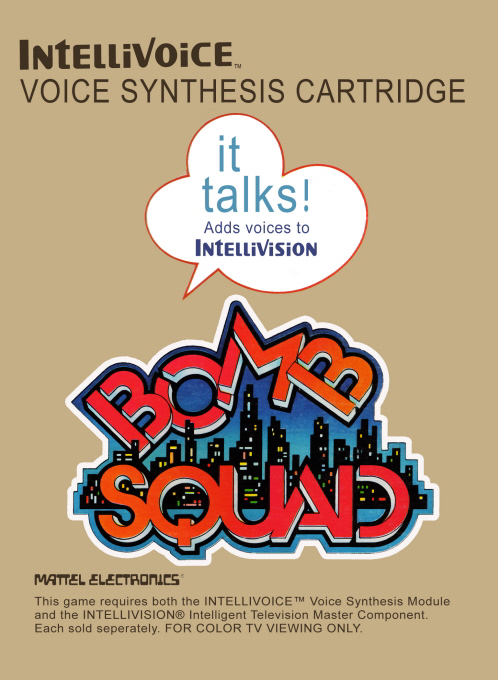 INTELLIVOICE™
VOICE SYNTHESIS CARTRIDGE
it
talks!
Adds voices to
INTELLIVISION
BOMB
SQUAD
MATTEL ELECTRONICS®
This game requires both the INTELLIVOICE™ Voice Synthesis Module
and the INTELLIVISION® Intelligent Television Master Component.
Each sold seperately. FOR COLOR TV VIEWING ONLY.